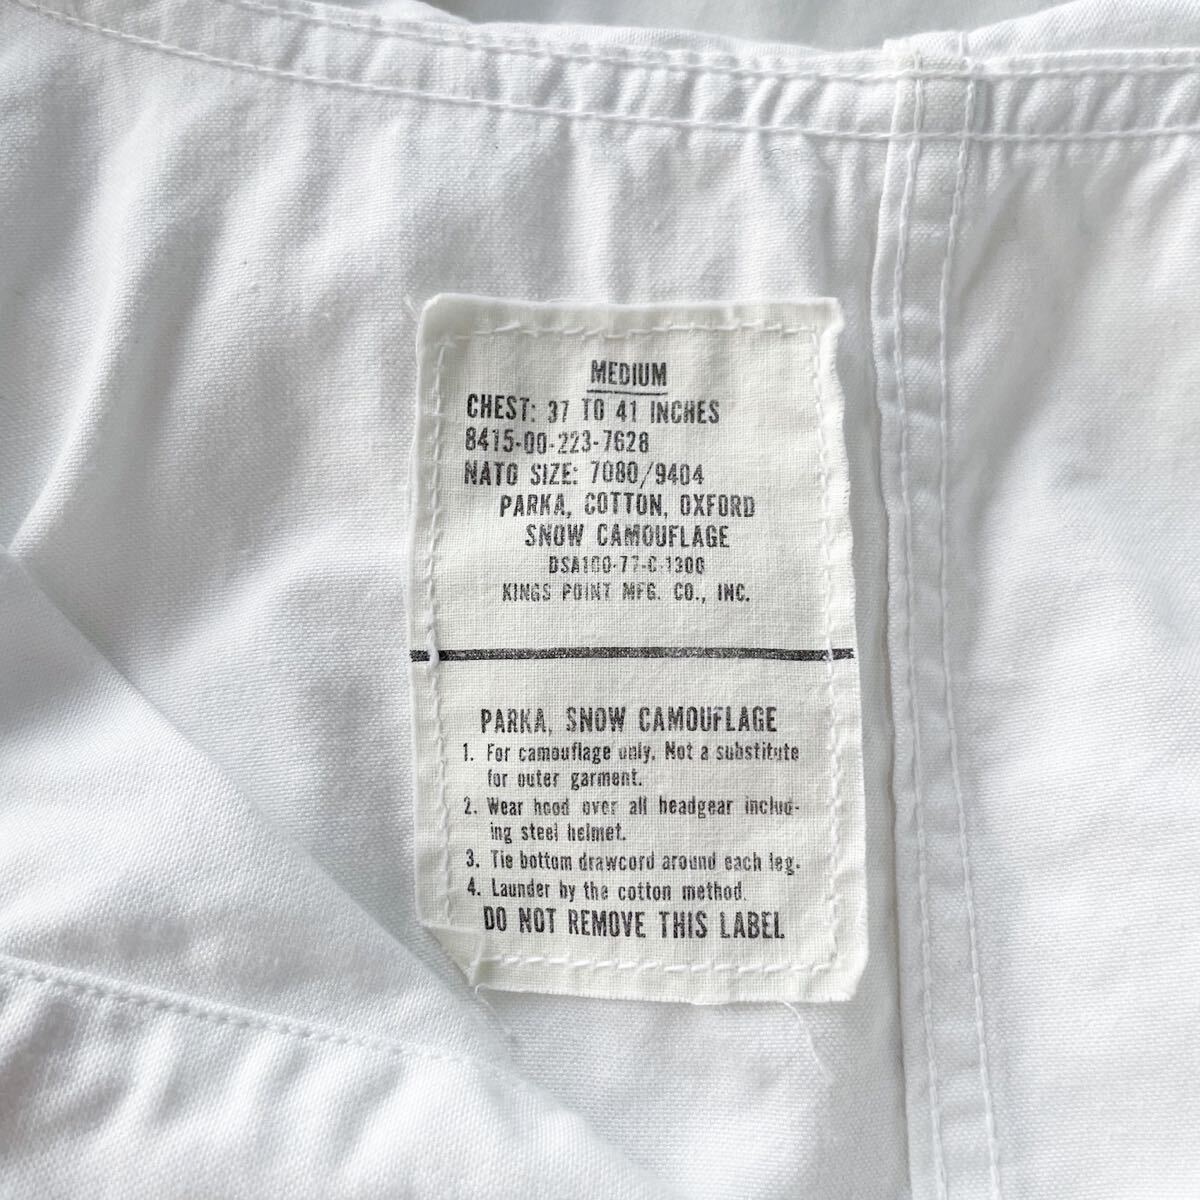 MEDIUM
CHEST: 37 TO 41 INCHES
8415-00-223-7628
NATO SIZE: 7080/9404
PARKA, COTTON, OXFORD
SNOW CAMOUFLAGE
DSA100-77-C-1300
KINGS POINT MFG. CO., INC.
PARKA, SNOW CAMOUFLAGE
1. For camouflage only. Not a substitute
for outer garment.
2. Wear hood over all headgear includ-
ing steel helmet.
3. Tie bottom drawcord around each leg.
4. Launder by the cotton method.
DO NOT REMOVE THIS LABEL